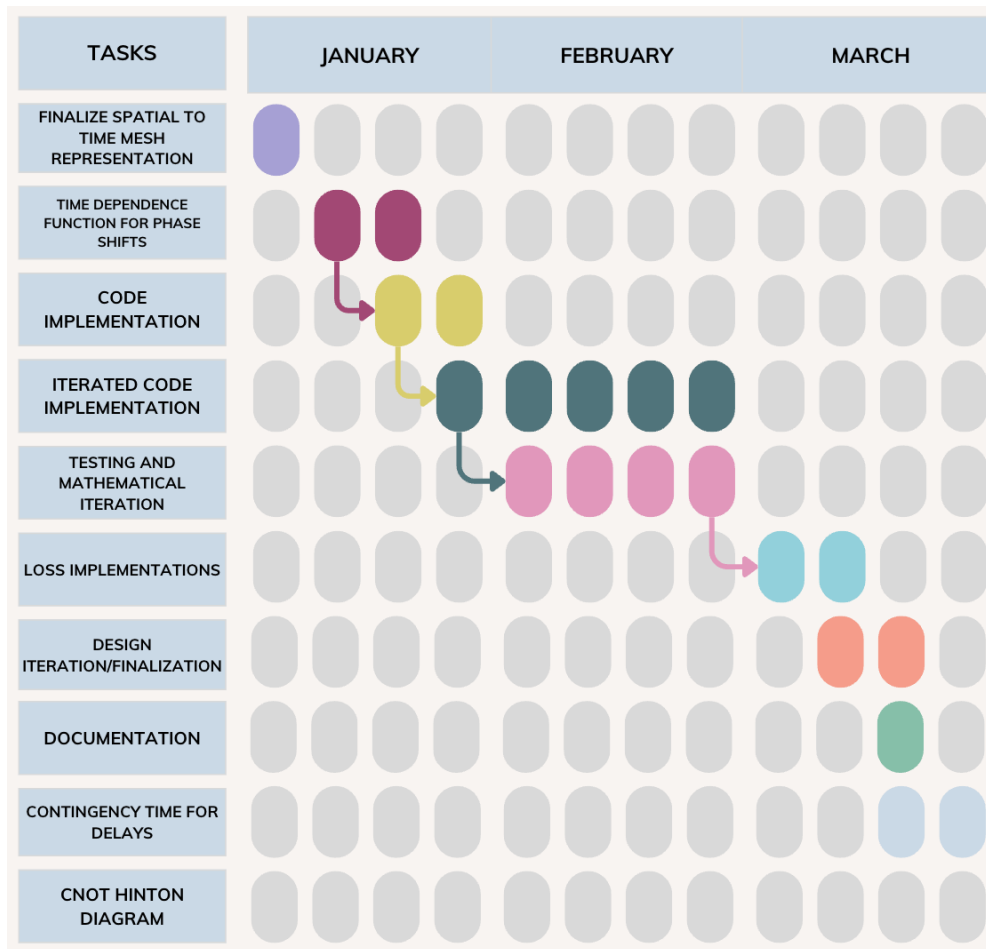 TASKS
JANUARY
FEBRUARY
MARCH
FINALIZE SPATIAL TO
TIME MESH
REPRESENTATION
TIME DEPENDENCE
FUNCTION FOR PHASE
SHIFTS
CODE
IMPLEMENTATION
ITERATED CODE
IMPLEMENTATION
TESTING AND
MATHEMATICAL
ITERATION
LOSS IMPLEMENTATIONS
DESIGN
ITERATION/FINALIZATION
DOCUMENTATION
CONTINGENCY TIME FOR
DELAYS
CNOT HINTON
DIAGRAM